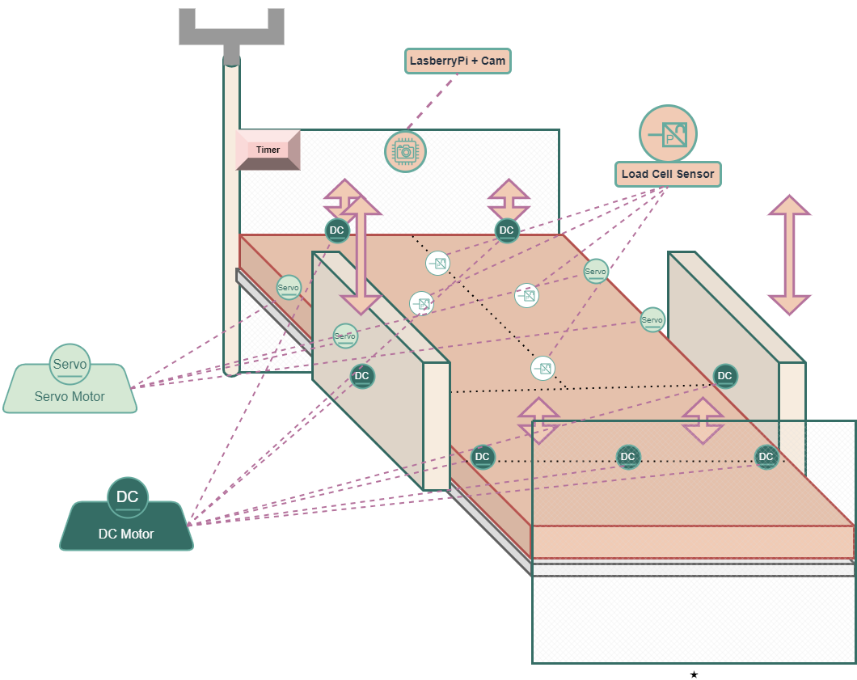 LasberryPi + Cam
Timer
P
Load Cell Sensor
DC
DC
Servo
Servo
Servo
Servo
Servo
Servo Motor
DC
DC
DC
DC
DC
DC
DC Motor